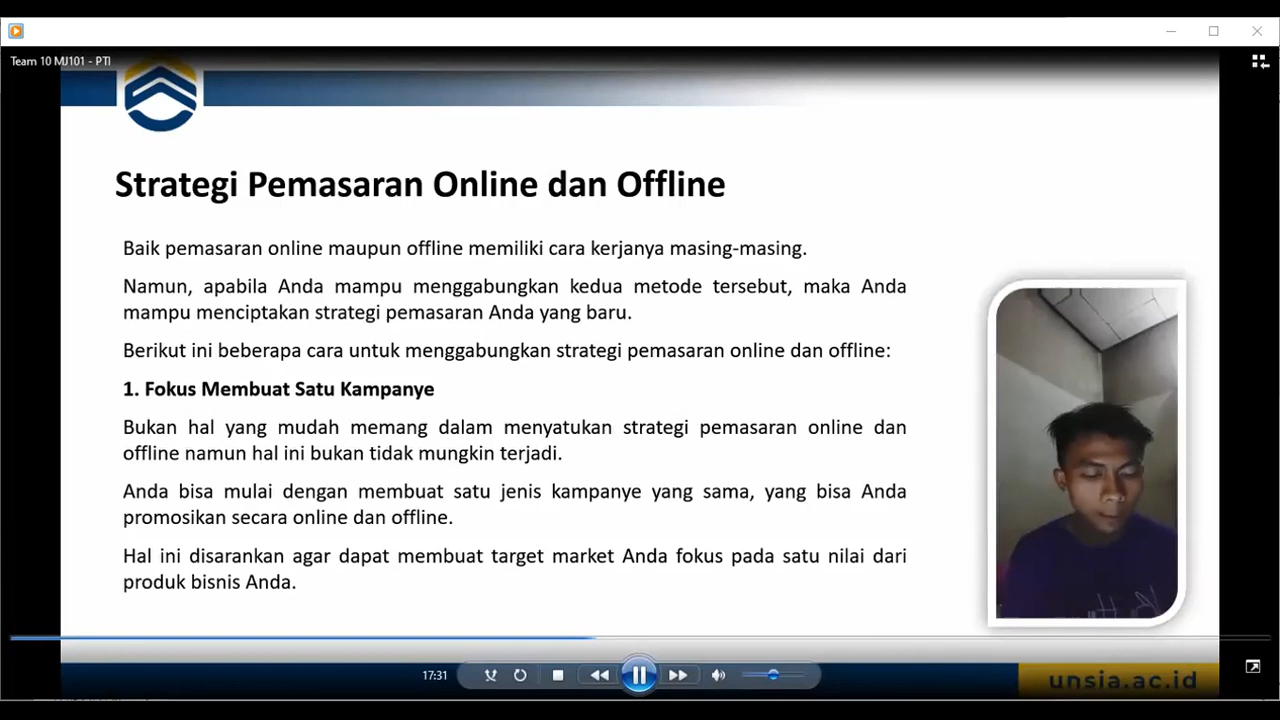 Team 10 MJ101 - PTI
Strategi Pemasaran Online dan Offline
Baik pemasaran online maupun offline memiliki cara kerjanya masing-masing.
Namun, apabila Anda mampu menggabungkan kedua metode tersebut, maka Anda
mampu menciptakan strategi pemasaran Anda yang baru.
Berikut ini beberapa cara untuk menggabungkan strategi pemasaran online dan offline:
1. Fokus Membuat Satu Kampanye
Bukan hal yang mudah memang dalam menyatukan strategi pemasaran online dan
offline namun hal ini bukan tidak mungkin terjadi.
Anda bisa mulai dengan membuat satu jenis kampanye yang sama, yang bisa Anda
promosikan secara online dan offline.
Hal ini disarankan agar dapat membuat target market Anda fokus pada satu nilai dari
produk bisnis Anda.
17:31
unsia.ac.id